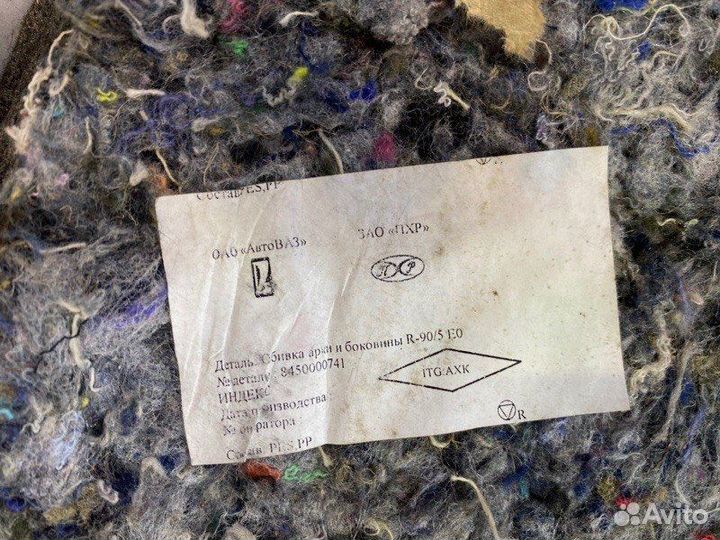 Состав PES,PP
ОАО «АвтоВАЗ»
ЗАО «ПХР»
ПХР
Деталь: Обивка арки и боковины R-90/5 E0
№ детали : 8450000741
ИНДЕКС
ITG:AXK
Дата производства
№ оператора
R
Состав PES,PP
Avito